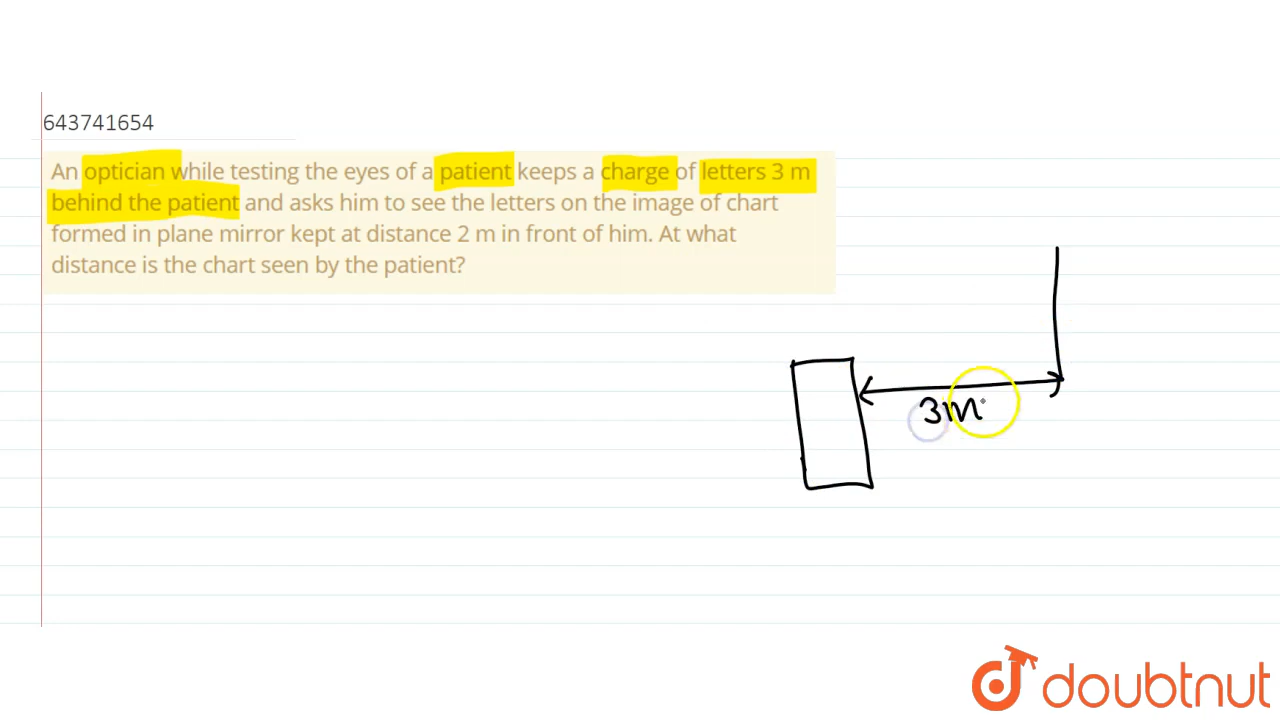 643741654
An optician while testing the eyes of a patient keeps a charge of letters 3 m
behind the patient and asks him to see the letters on the image of chart
formed in plane mirror kept at distance 2 m in front of him. At what
distance is the chart seen by the patient?
3m
doubtnut